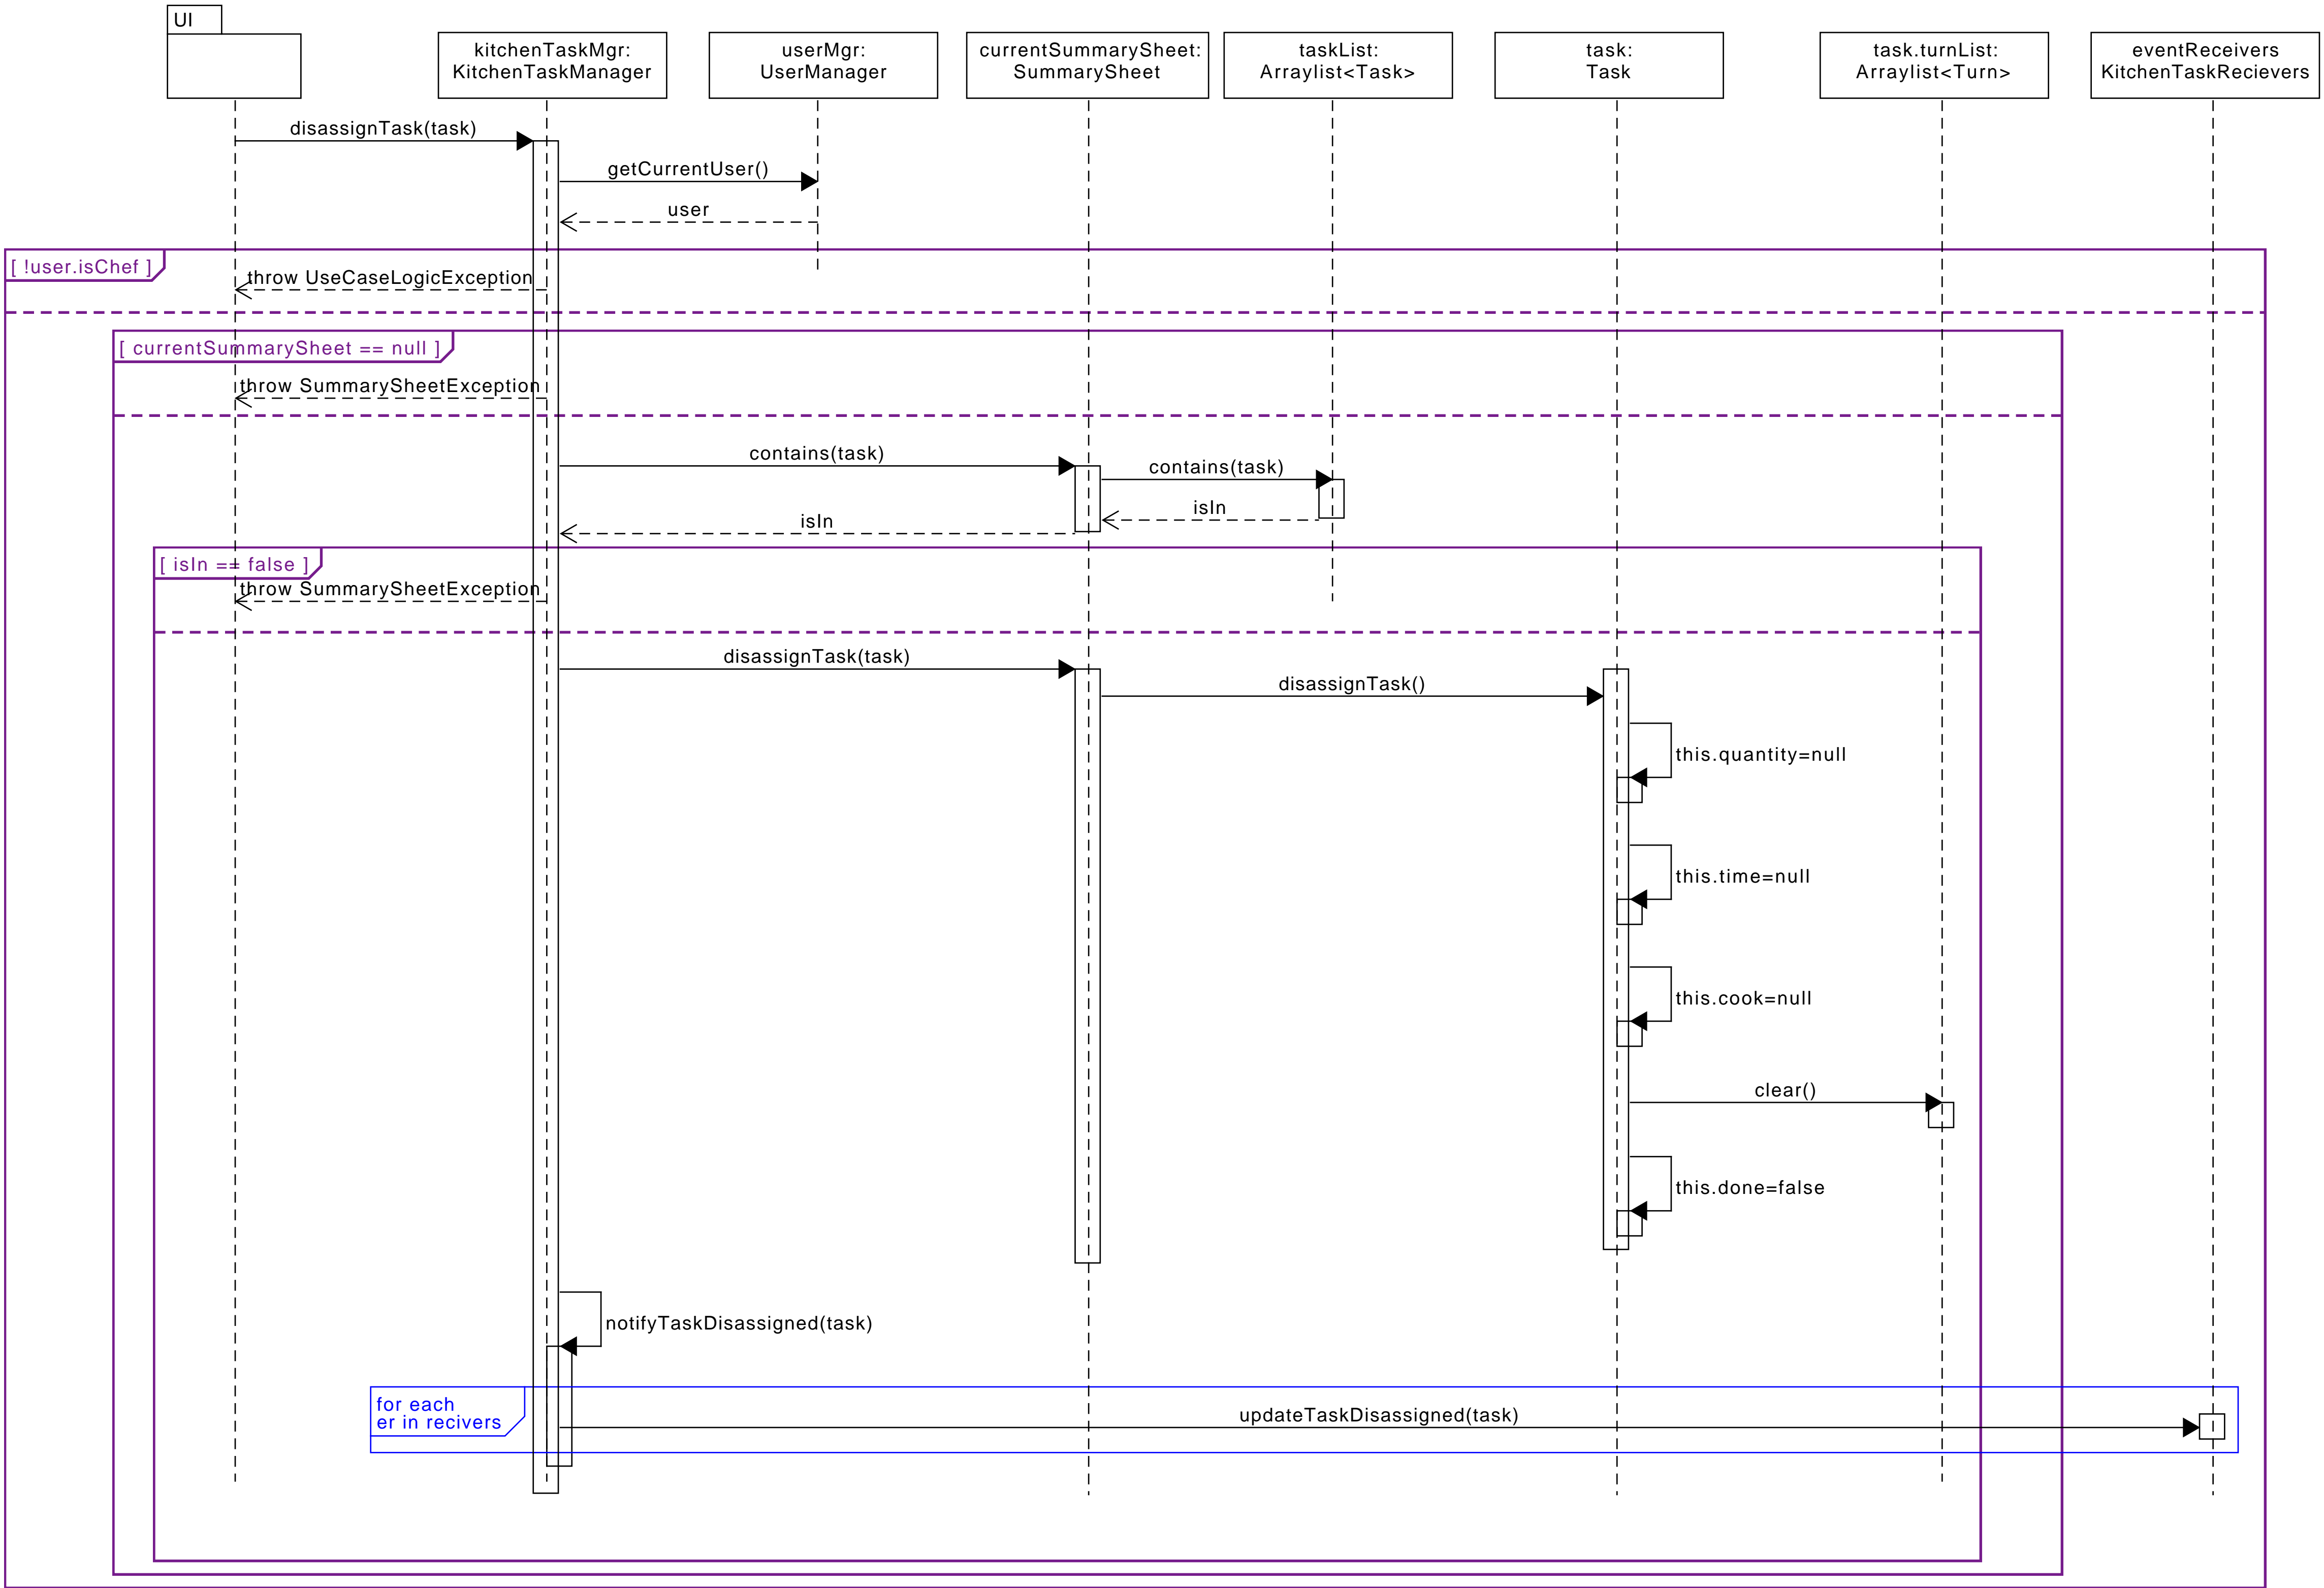 UI
kitchenTaskMgr:
KitchenTaskManager
userMgr:
UserManager
currentSummarySheet:
SummarySheet
taskList:
Arraylist<Task>
task:
Task
task.turnList:
Arraylist<Turn>
eventReceivers
KitchenTaskRecievers
disassignTask(task)
getCurrentUser()
user
[ !user.isChef ]
throw UseCaseLogicException
[ currentSummarySheet == null ]
throw SummarySheetException
contains(task)
contains(task)
isIn
isIn
[ isIn == false ]
throw SummarySheetException
disassignTask(task)
disassignTask()
this.quantity=null
this.time=null
this.cook=null
clear()
this.done=false
notifyTaskDisassigned(task)
for each
er in recivers
updateTaskDisassigned(task)